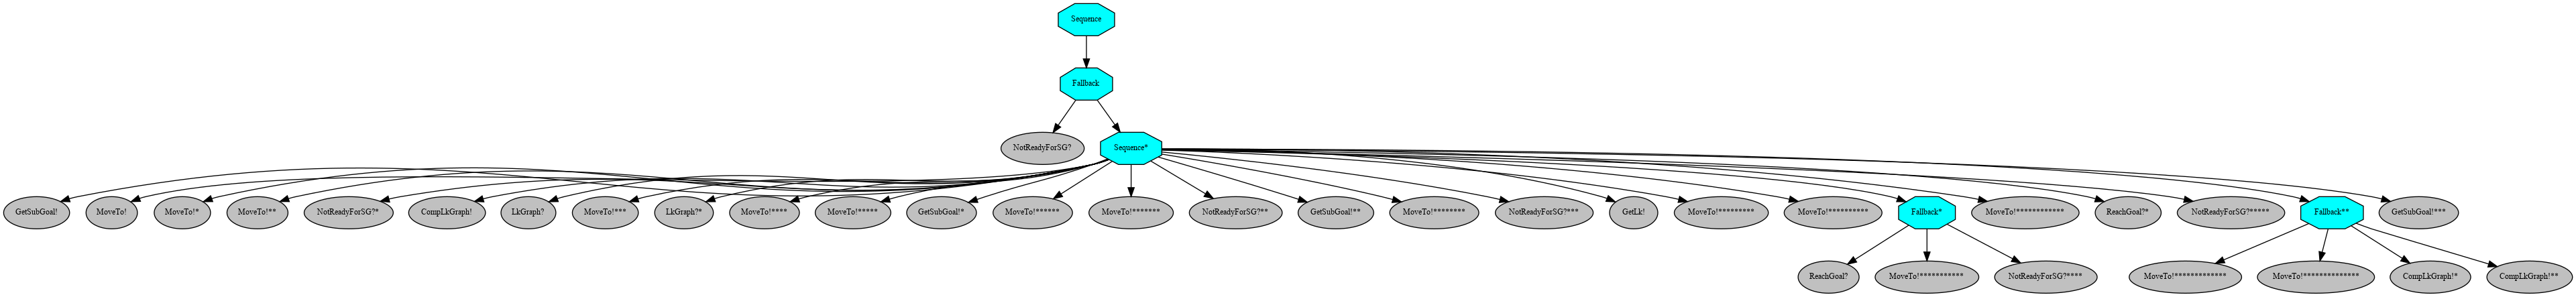 Sequence
Fallback
NotReadyForSG?
Sequence*
GetSubGoal!
MoveTo!
MoveTo!*
MoveTo!**
NotReadyForSG?*
CompLkGraph!
LkGraph?
MoveTo!***
LkGraph?*
MoveTo!****
MoveTo!*****
GetSubGoal!*
MoveTo!******
MoveTo!*******
NotReadyForSG?**
GetSubGoal!**
MoveTo!********
NotReadyForSG?***
GetLk!
MoveTo!*********
MoveTo!**********
Fallback*
MoveTo!************
ReachGoal?*
NotReadyForSG?*****
Fallback**
GetSubGoal!***
ReachGoal?
MoveTo!***********
NotReadyForSG?****
MoveTo!*************
MoveTo!**************
CompLkGraph!*
CompLkGraph!**